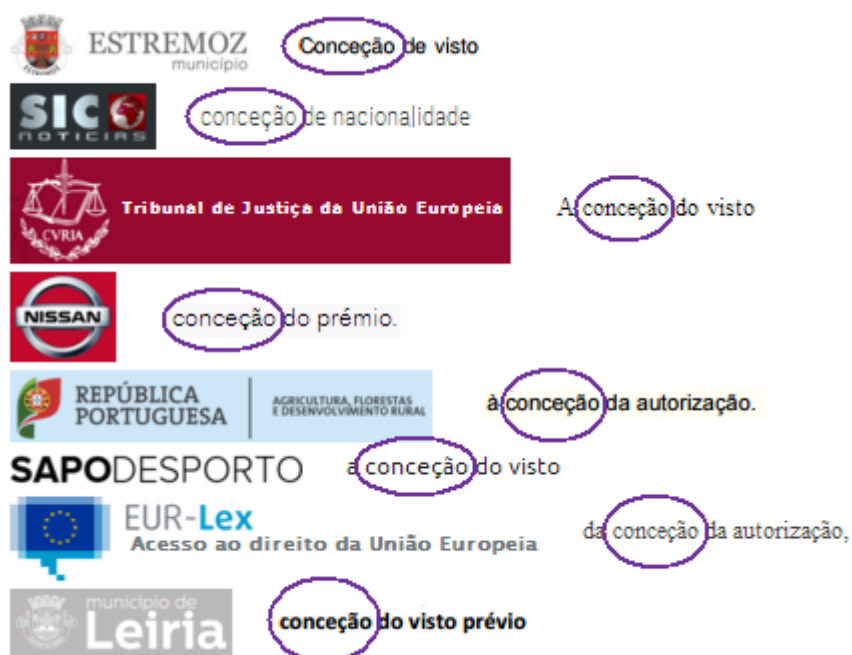 ESTREMOZ
município
Conceção de visto
SIC
NOTÍCIAS
conceção de nacionalidade
CVRIA
Tribunal de Justiça da União Europeia
A conceção do visto
NISSAN
conceção do prémio.
REPÚBLICA
PORTUGUESA
AGRICULTURA, FLORESTAS
E DESENVOLVIMENTO RURAL
à conceção da autorização.
SAPODESPORTO
a conceção do visto
EUR-Lex
Acesso ao direito da União Europeia
da conceção da autorização,
município de
Leiria
conceção do visto prévio